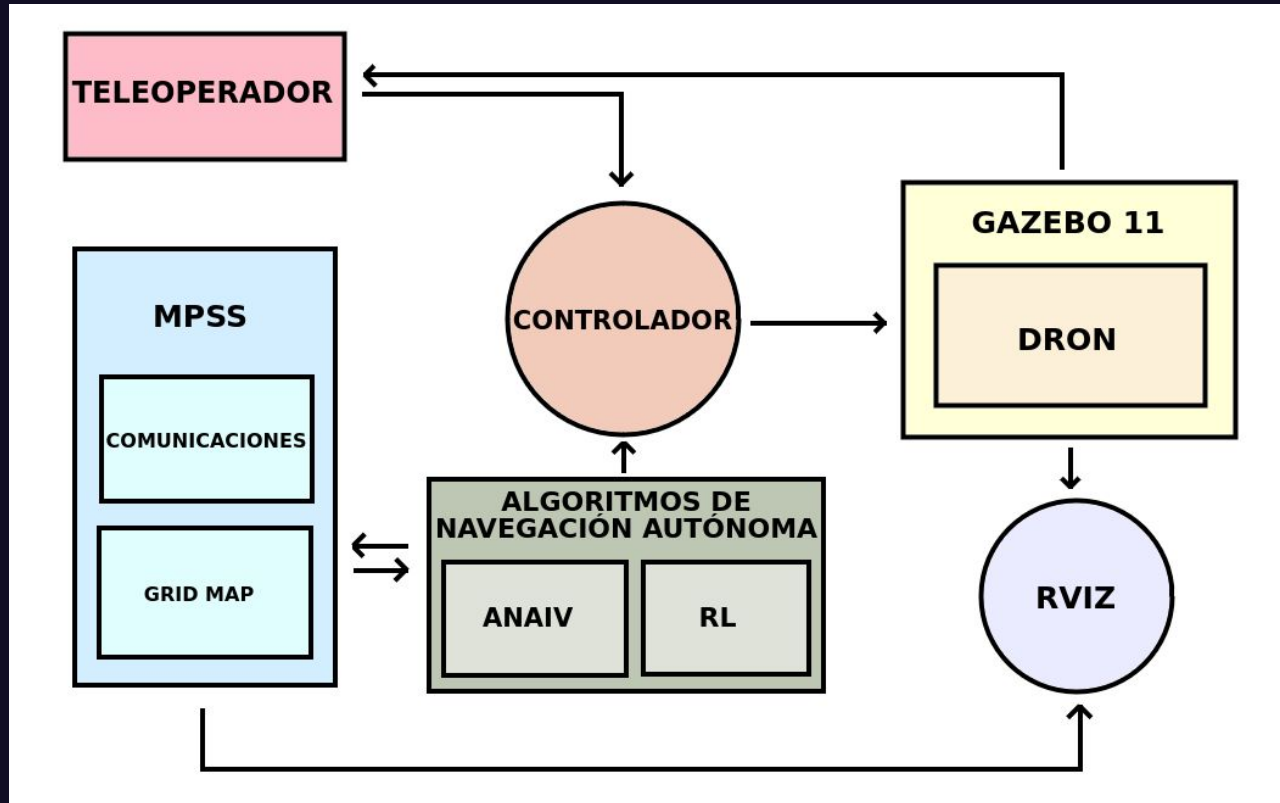 TELEOPERADOR
GAZEBO 11
DRON
CONTROLADOR
MPSS
COMUNICACIONES
GRID MAP
ALGORITMOS DE
NAVEGACIÓN AUTÓNOMA
ANAIV
RL
RVIZ